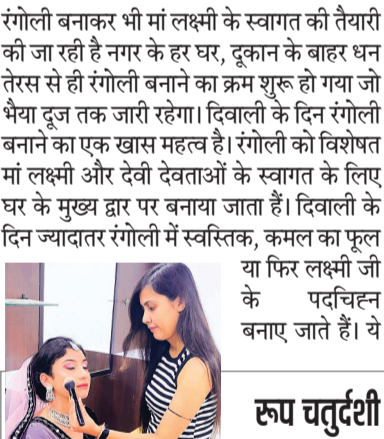 रंगोली बनाकर भी मां लक्ष्मी के स्वागत की तैयारी
की जा रही है नगर के हर घर, दूकान के बाहर धन
तेरस से ही रंगोली बनाने का क्रम शुरू हो गया जो
भैया दूज तक जारी रहेगा। दिवाली के दिन रंगोली
बनाने का एक खास महत्व है। रंगोली को विशेषत
मां लक्ष्मी और देवी देवताओं के स्वागत के लिए
घर के मुख्य द्वार पर बनाया जाता हैं। दिवाली के
दिन ज्यादातर रंगोली में स्वस्तिक, कमल का फूल
या फिर लक्ष्मी जी
के पदचिह्न
बनाए जाते हैं। ये
रूप चतुर्दशी